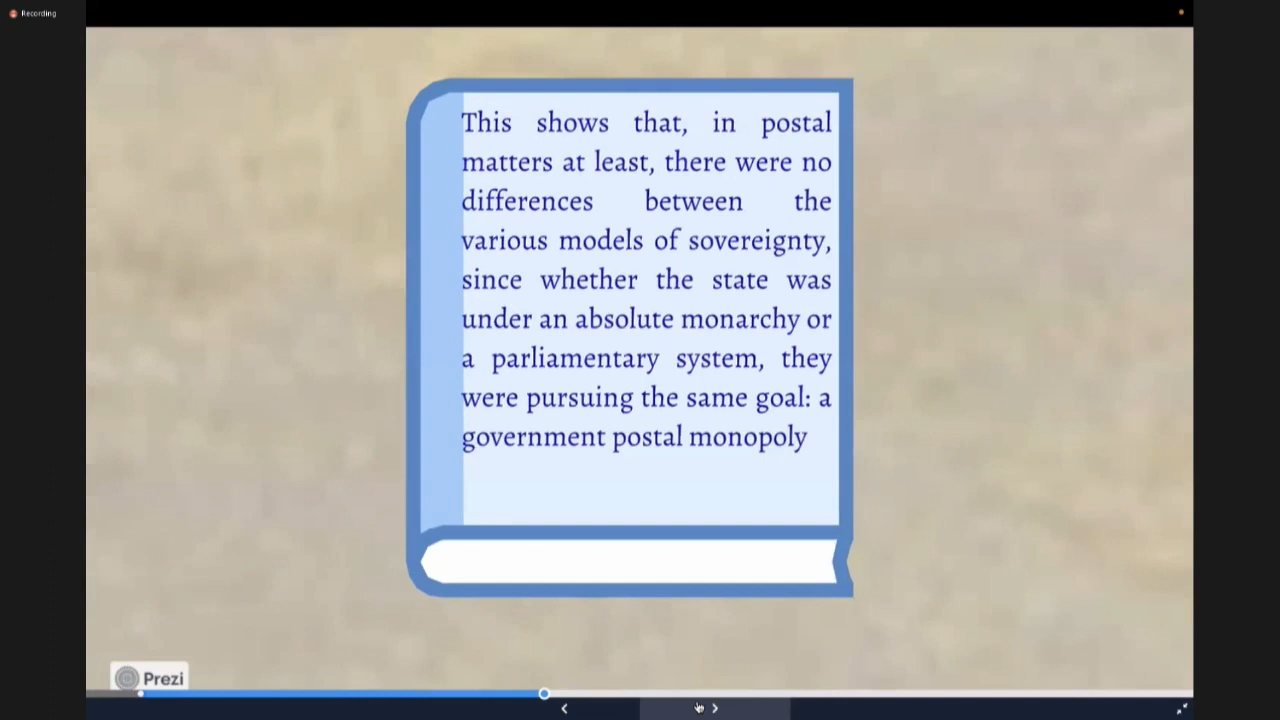 Recording
This shows that, in postal
matters at least, there were no
differences between the
various models of sovereignty,
since whether the state was
under an absolute monarchy or
a parliamentary system, they
were pursuing the same goal: a
government postal monopoly
Prezi